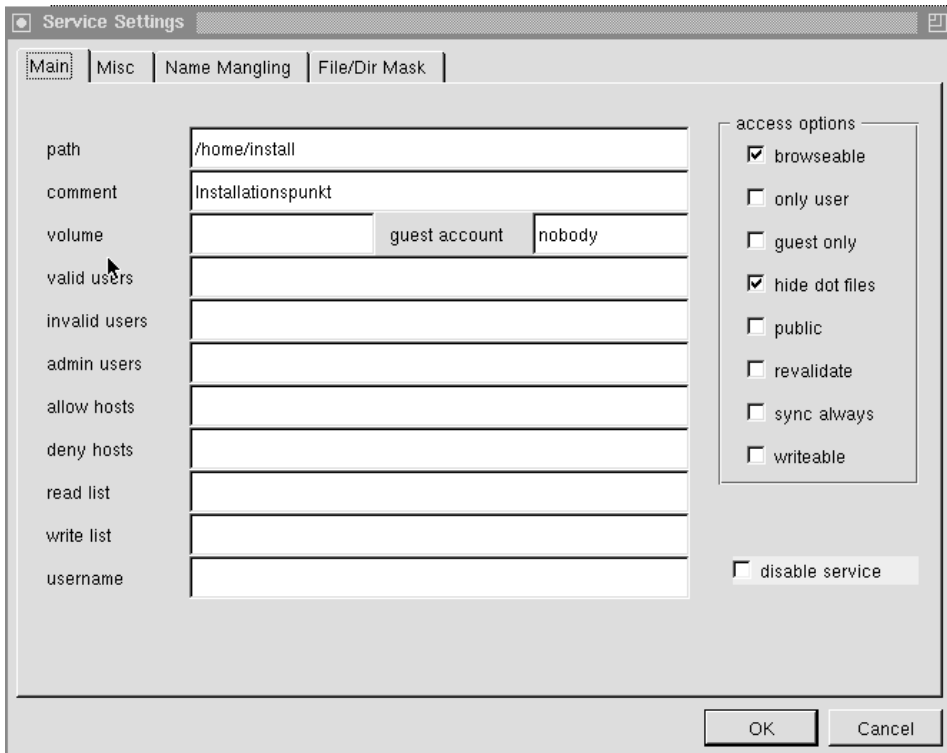 Service Settings
Main Misc Name Mangling File/Dir Mask
access options
path /home/install
browseable
comment Installationspunkt
only user
volume guest account nobody
guest only
valid users
hide dot files
invalid users
public
admin users
revalidate
allow hosts
sync always
deny hosts
writeable
read list
write list
username
disable service
OK Cancel